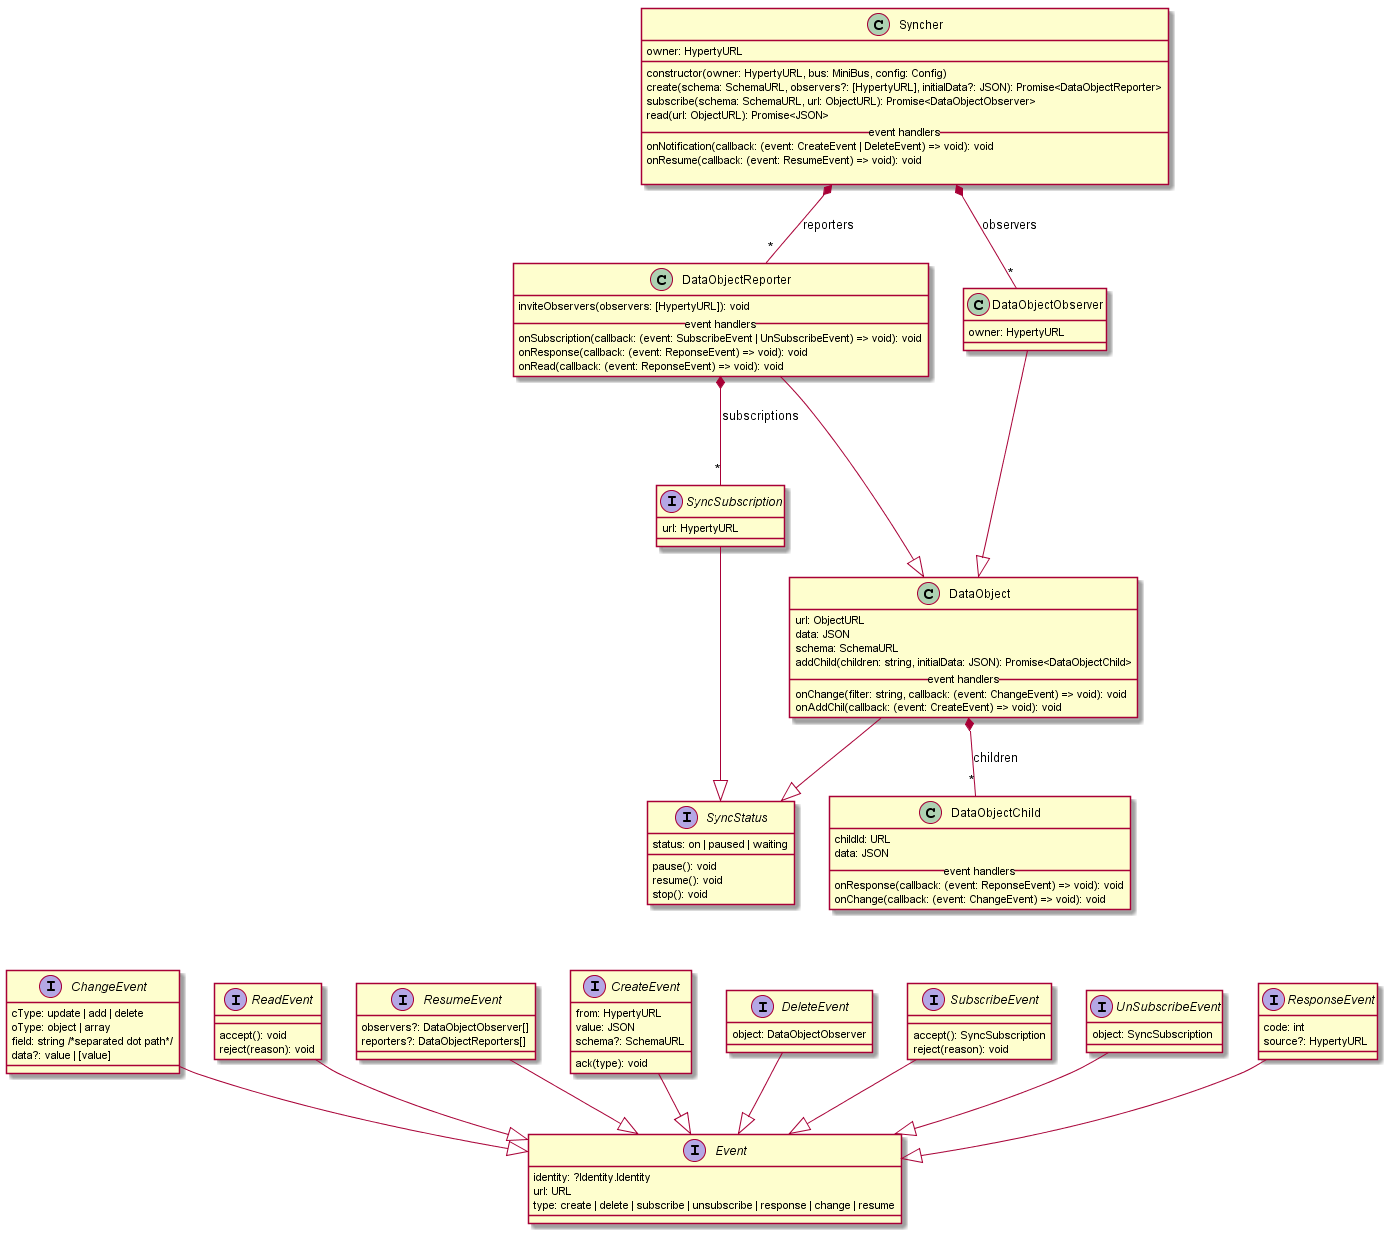 C Syncher
owner: HypertyURL
constructor(owner: HypertyURL, bus: MiniBus, config: Config)
create(schema: SchemaURL, observers?: [HypertyURL], initialData?: JSON): Promise<DataObjectReporter>
subscribe(schema: SchemaURL, url: ObjectURL): Promise<DataObjectObserver>
read(url: ObjectURL): Promise<JSON>
event handlers
onNotification(callback: (event: CreateEvent | DeleteEvent) => void): void
onResume(callback: (event: ResumeEvent) => void): void
reporters
*
observers
*
C DataObjectReporter
inviteObservers(observers: [HypertyURL]): void
event handlers
onSubscription(callback: (event: SubscribeEvent | UnSubscribeEvent) => void): void
onResponse(callback: (event: ReponseEvent) => void): void
onRead(callback: (event: ReponseEvent) => void): void
C DataObjectObserver
owner: HypertyURL
subscriptions
*
I SyncSubscription
url: HypertyURL
C DataObject
url: ObjectURL
data: JSON
schema: SchemaURL
addChild(children: string, initialData: JSON): Promise<DataObjectChild>
event handlers
onChange(filter: string, callback: (event: ChangeEvent) => void): void
onAddChil(callback: (event: CreateEvent) => void): void
children
*
I SyncStatus
status: on | paused | waiting
pause(): void
resume(): void
stop(): void
C DataObjectChild
childId: URL
data: JSON
event handlers
onResponse(callback: (event: ReponseEvent) => void): void
onChange(callback: (event: ChangeEvent) => void): void
I ChangeEvent
cType: update | add | delete
oType: object | array
field: string /*separated dot path*/
data?: value | [value]
I ReadEvent
accept(): void
reject(reason): void
I ResumeEvent
observers?: DataObjectObserver[]
reporters?: DataObjectReporters[]
I CreateEvent
from: HypertyURL
value: JSON
schema?: SchemaURL
ack(type): void
I DeleteEvent
object: DataObjectObserver
I SubscribeEvent
accept(): SyncSubscription
reject(reason): void
I UnSubscribeEvent
object: SyncSubscription
I ResponseEvent
code: int
source?: HypertyURL
I Event
identity: ?Identity.Identity
url: URL
type: create | delete | subscribe | unsubscribe | response | change | resume